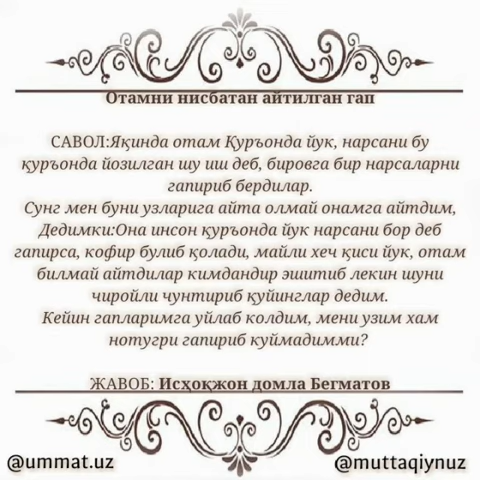 Отамни нисбатан айтилган гап
САВОЛ:Яқинда отам Қуръонда йук, нарсани бу
қуръонда йозилган шу иш деб, бировга бир нарсаларни
гапириб бердилар.
Сунг мен буни узларига айта олмай онамга айтдим,
Дедимки:Она инсон қуръонда йук нарсани бор деб
гапирса, кофир булиб қолади, майли хеч қиси йук, отам
билмай айтдилар кимдандир эшитиб лекин шуни
чиройли чунтириб қуйинглар дедим.
Кейин гапларимга уйлаб колдим, мени узим хам
нотугри гапириб куймадимми?
ЖАВОБ: Исҳоқжон домла Бегматов
@ummat.uz
@muttaqiynuz